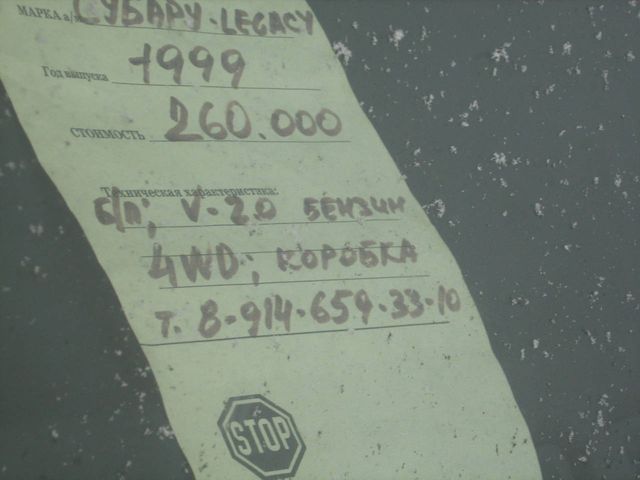 МАРКА а/м СУБАРУ-LEGACY
Год выпуска 1999
СТОИМОСТЬ 260.000
Техническая характеристика:
б/п; V-2.0 БЕНЗИН
4WD; КОРОБКА
т. 8-914-659-33-10
STOP